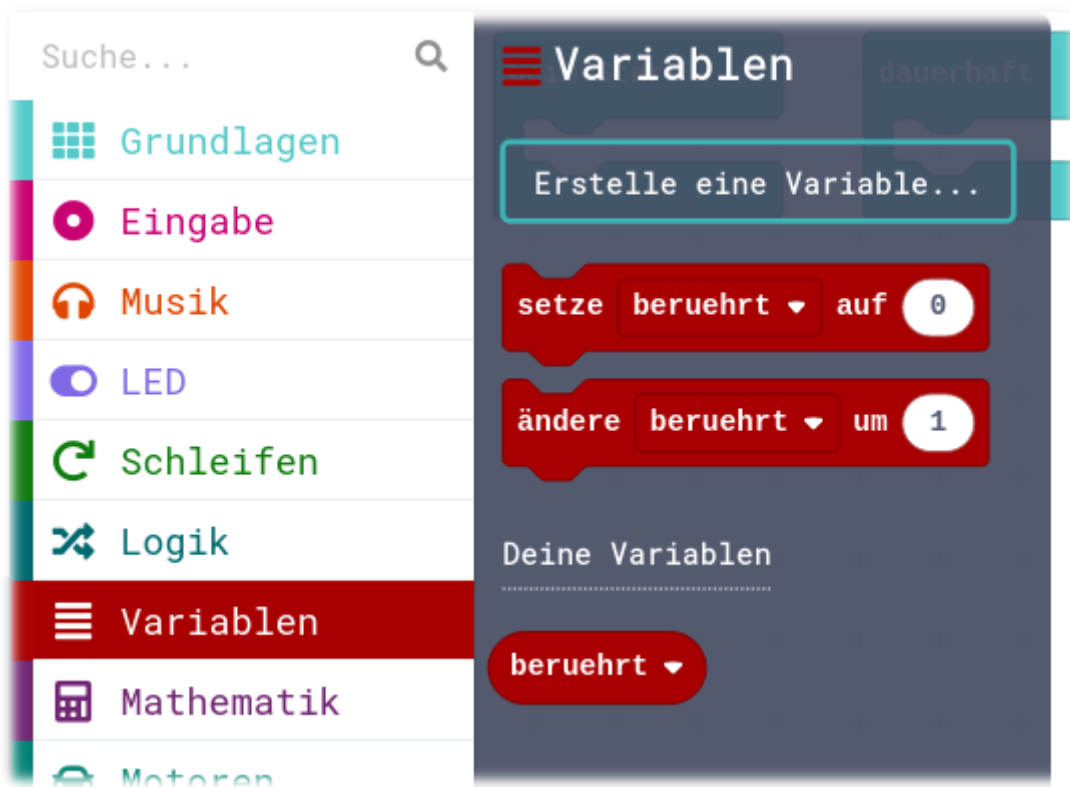 Suche...
Grundlagen
Eingabe
Musik
LED
Schleifen
Logik
Variablen
Mathematik
Motoren
Variablen
dauerhaft
Erstelle eine Variable...
setze beruehrt auf 0
ändere beruehrt um 1
Deine Variablen
beruehrt